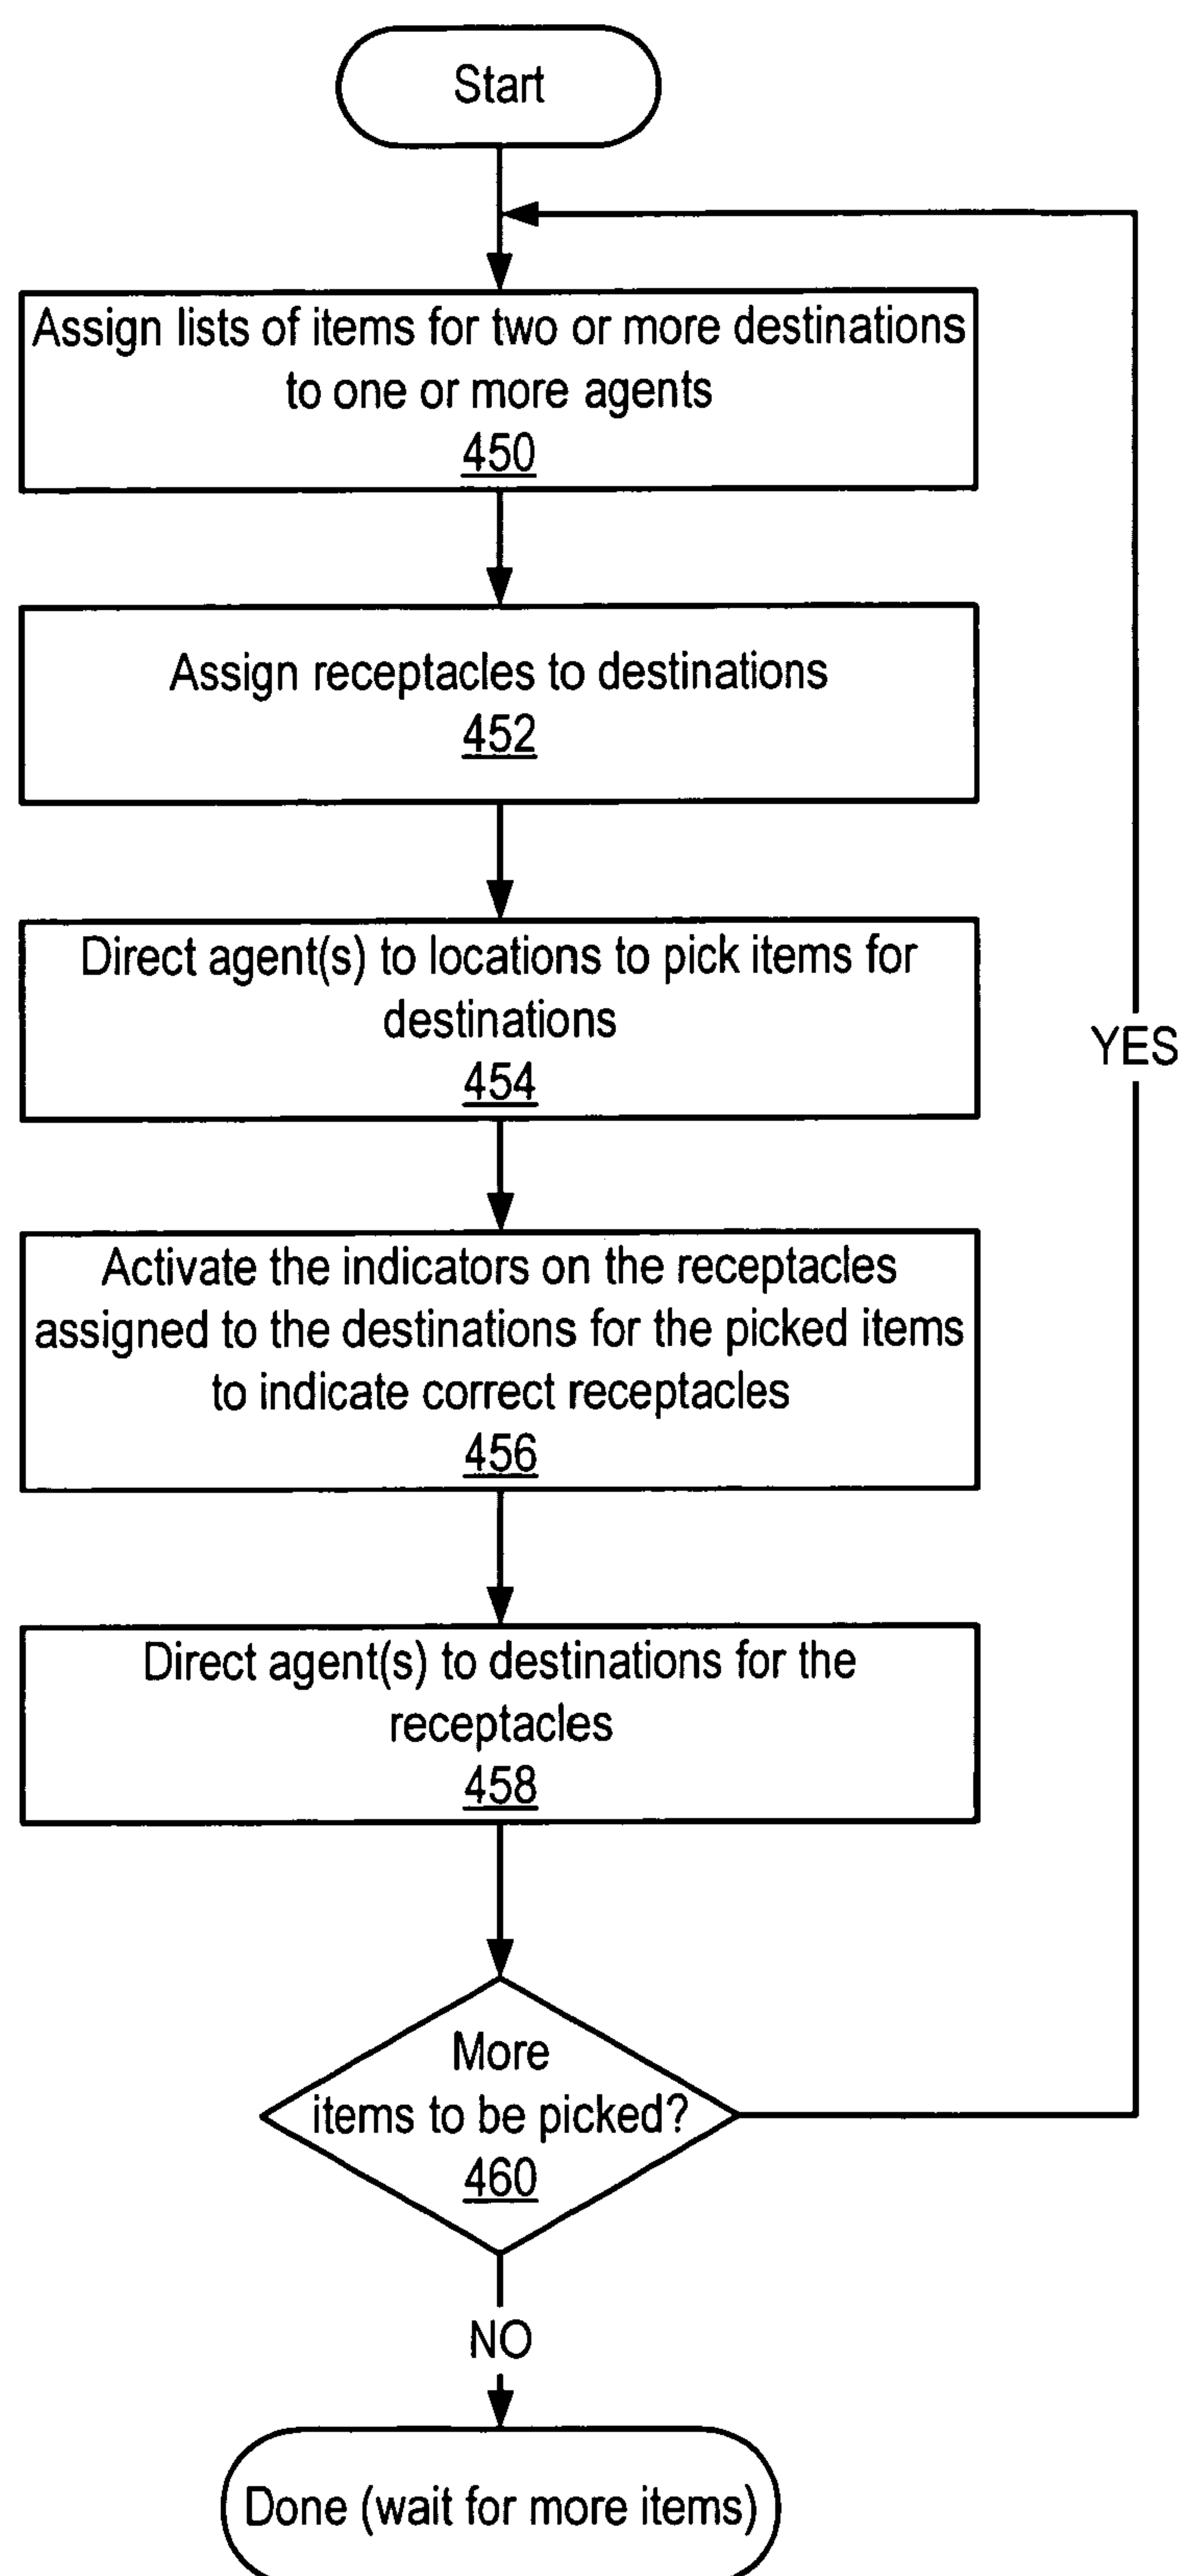 Start
Assign lists of items for two or more destinations
to one or more agents
450
Assign receptacles to destinations
452
Direct agent(s) to locations to pick items for
destinations
454
YES
Activate the indicators on the receptacles
assigned to the destinations for the picked items
to indicate correct receptacles
456
Direct agent(s) to destinations for the
receptacles
458
More
items to be picked?
460
NO
Done (wait for more items)